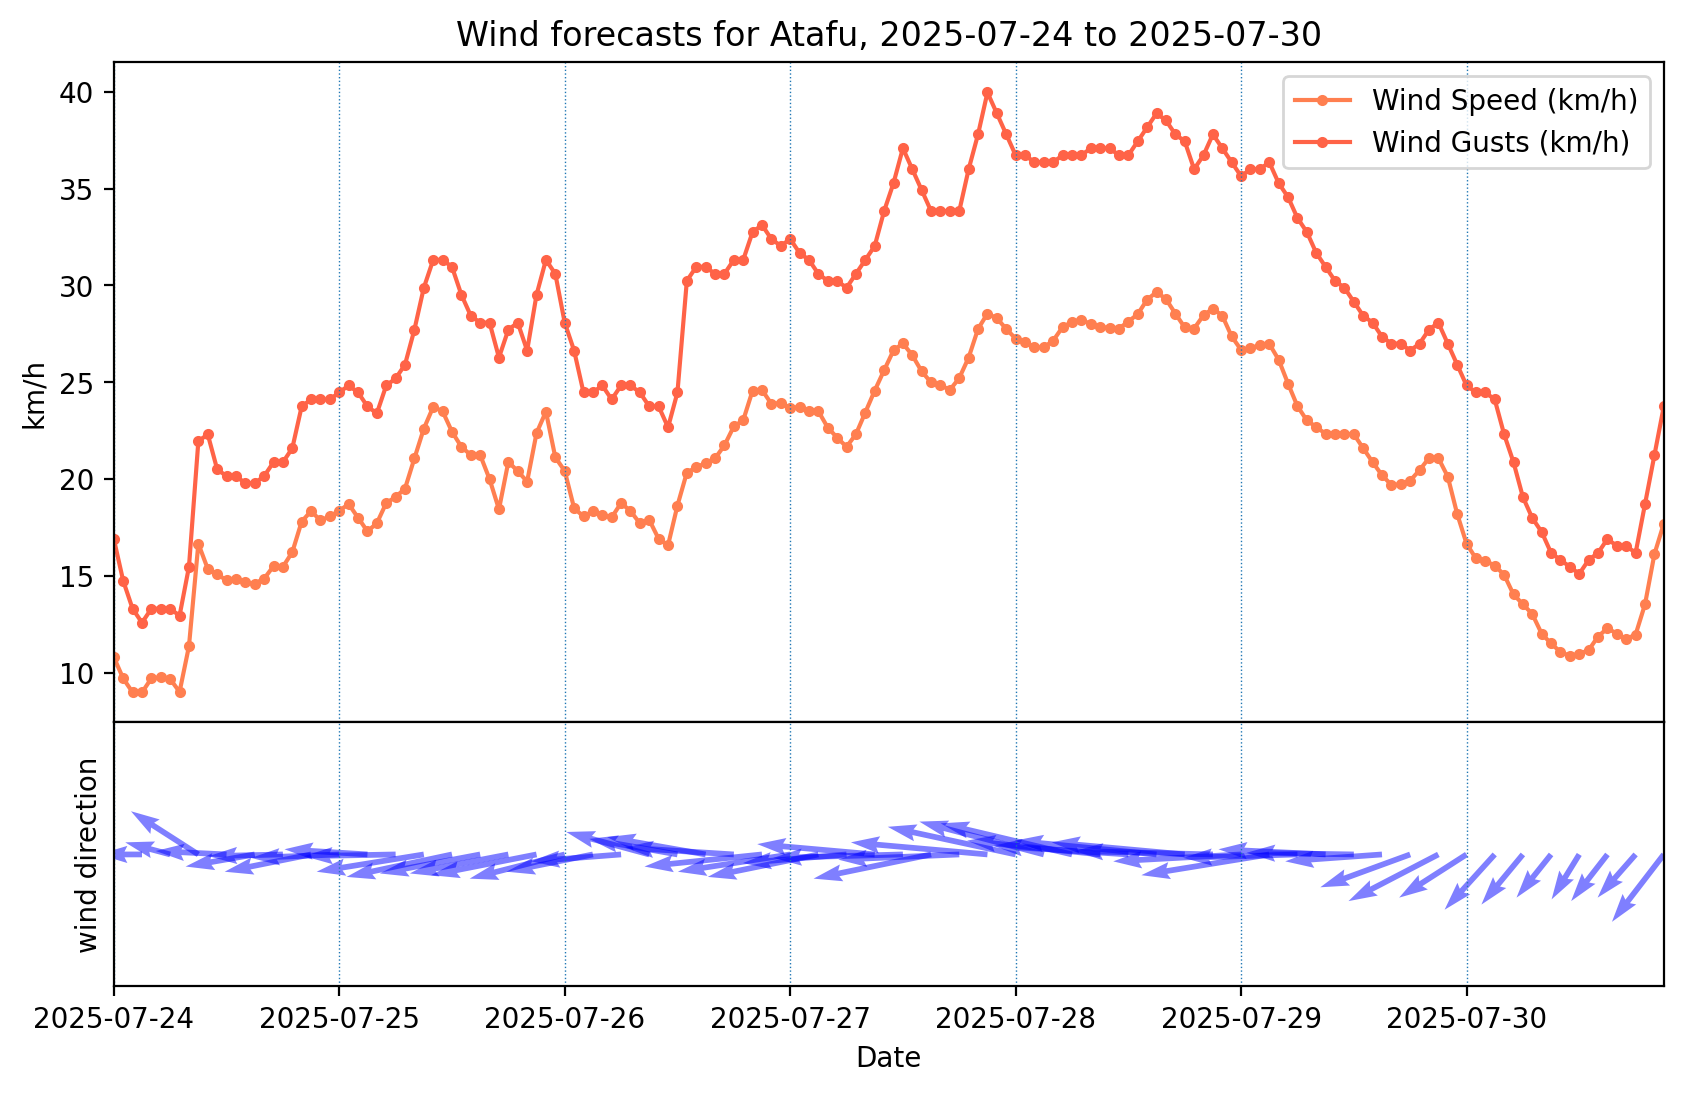 Wind forecasts for Atafu, 2025-07-24 to 2025-07-30
40
35
30
25
20
15
10
km/h
Wind Speed (km/h)
Wind Gusts (km/h)
wind direction
2025-07-24
2025-07-25
2025-07-26
2025-07-27
2025-07-28
2025-07-29
2025-07-30
Date